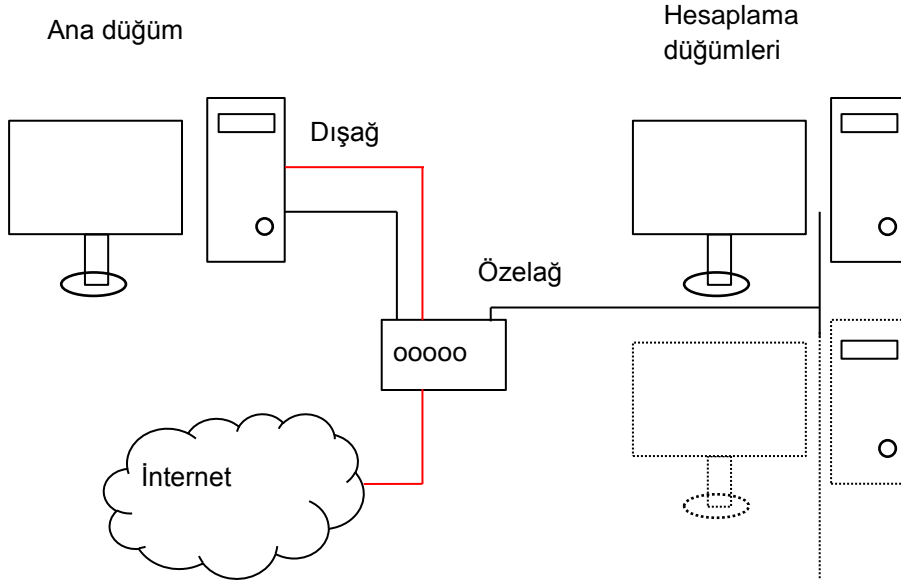 Ana düğüm
Hesaplama
düğümleri
Dışağ
Özelağ
ooooo
İnternet